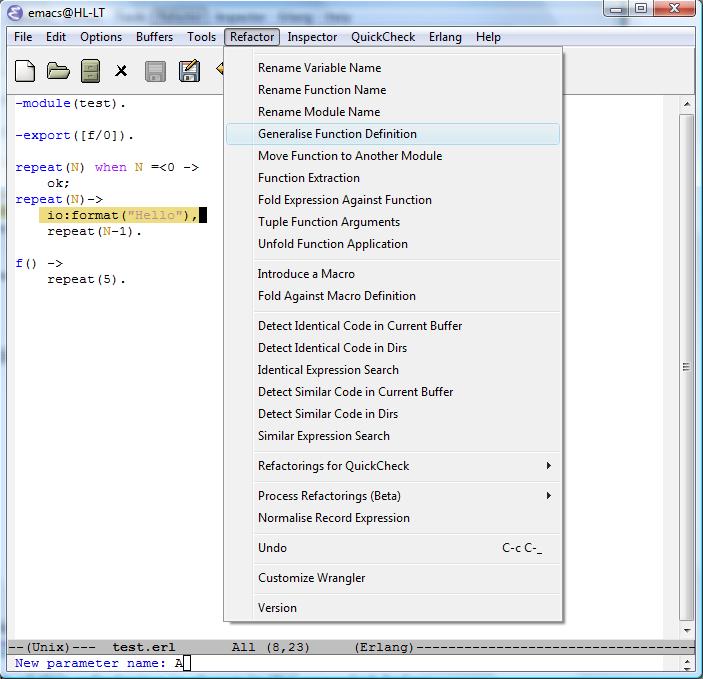 emacs@HL-LT
File Edit Options Buffers Tools Refactor Inspector QuickCheck Erlang Help
-module(test).
-export([f/0]).
repeat(N) when N =<0 ->
ok;
repeat(N)->
io:format("Hello"),
repeat(N-1).
f() ->
repeat(5).
Rename Variable Name
Rename Function Name
Rename Module Name
Generalise Function Definition
Move Function to Another Module
Function Extraction
Fold Expression Against Function
Tuple Function Arguments
Unfold Function Application
Introduce a Macro
Fold Against Macro Definition
Detect Identical Code in Current Buffer
Detect Identical Code in Dirs
Identical Expression Search
Detect Similar Code in Current Buffer
Detect Similar Code in Dirs
Similar Expression Search
Refactorings for QuickCheck
Process Refactorings (Beta)
Normalise Record Expression
Undo C-c C-_
Customize Wrangler
Version
--(Unix)--- test.erl All (8,23) (Erlang)-----------------------------------
New parameter name: A